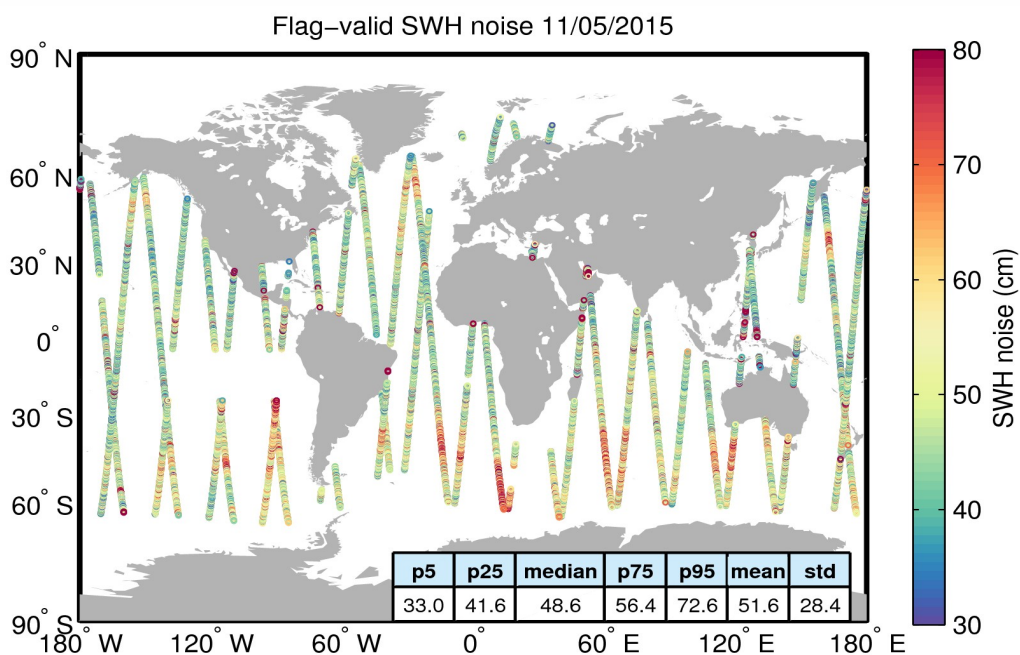 Flag−valid SWH noise 11/05/2015
90° N
60° N
30° N
0°
30° S
60° S
90° S
180° W 120° W 60° W 0° 60° E 120° E 180° E
80
70
60
50
40
30
SWH noise (cm)
p5 p25 median p75 p95 mean std
33.0 41.6 48.6 56.4 72.6 51.6 28.4